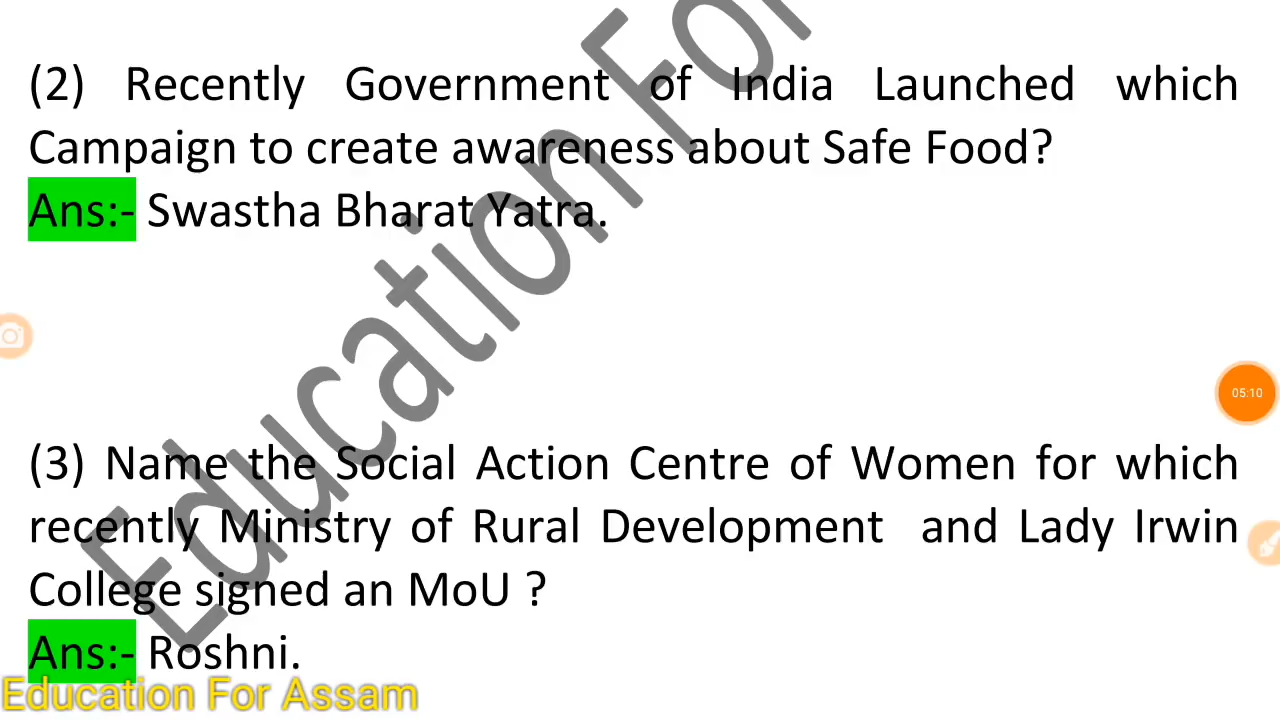 (2) Recently Government of India Launched which
Campaign to create awareness about Safe Food?
Ans:- Swastha Bharat Yatra.
05:10
(3) Name the Social Action Centre of Women for which
recently Ministry of Rural Development and Lady Irwin
College signed an MoU ?
Ans:- Roshni.
Education For Assam
Education For